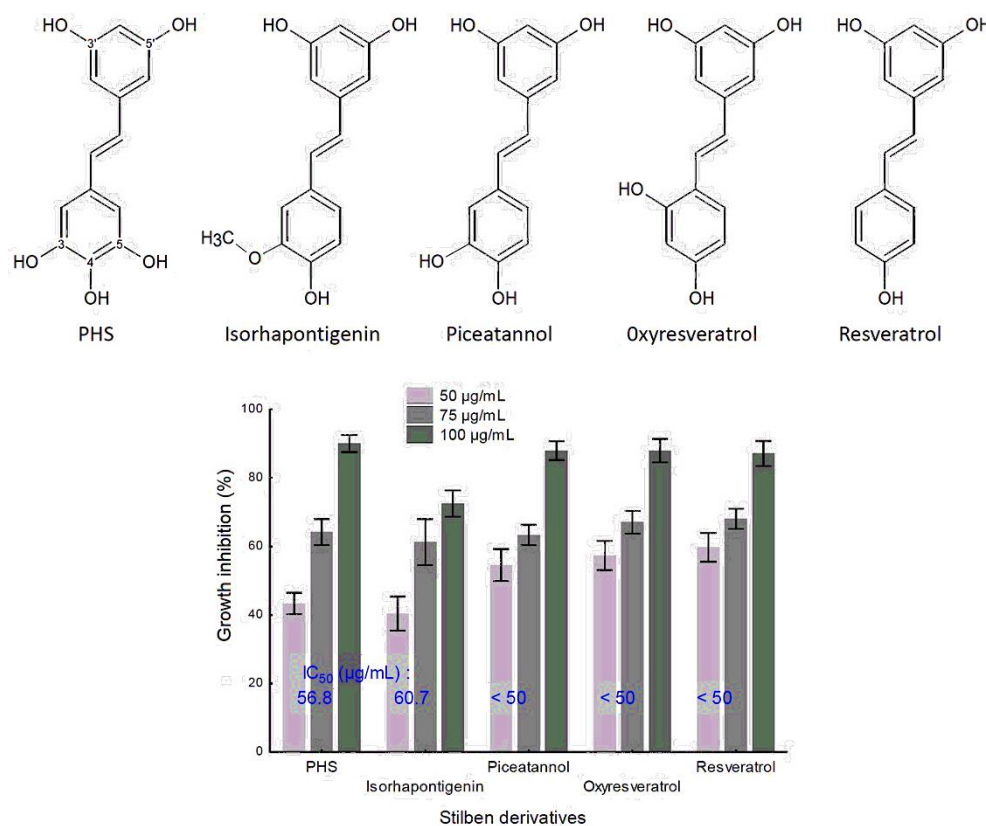 HO 3' 5' OH HO OH HO OH HO OH HO OH
HO
H3C
3 5
HO 4 OH O HO
OH OH OH OH OH
PHS Isorhapontigenin Piceatannol 0xyresveratrol Resveratrol
50 µg/mL
75 µg/mL
100 µg/mL
Growth inhibition (%)
100
80
60
40
20
0
IC50 (µg/mL) :
56.8 60.7 < 50 < 50 < 50
PHS Piceatannol Resveratrol
Isorhapontigenin Oxyresveratrol
Stilben derivatives